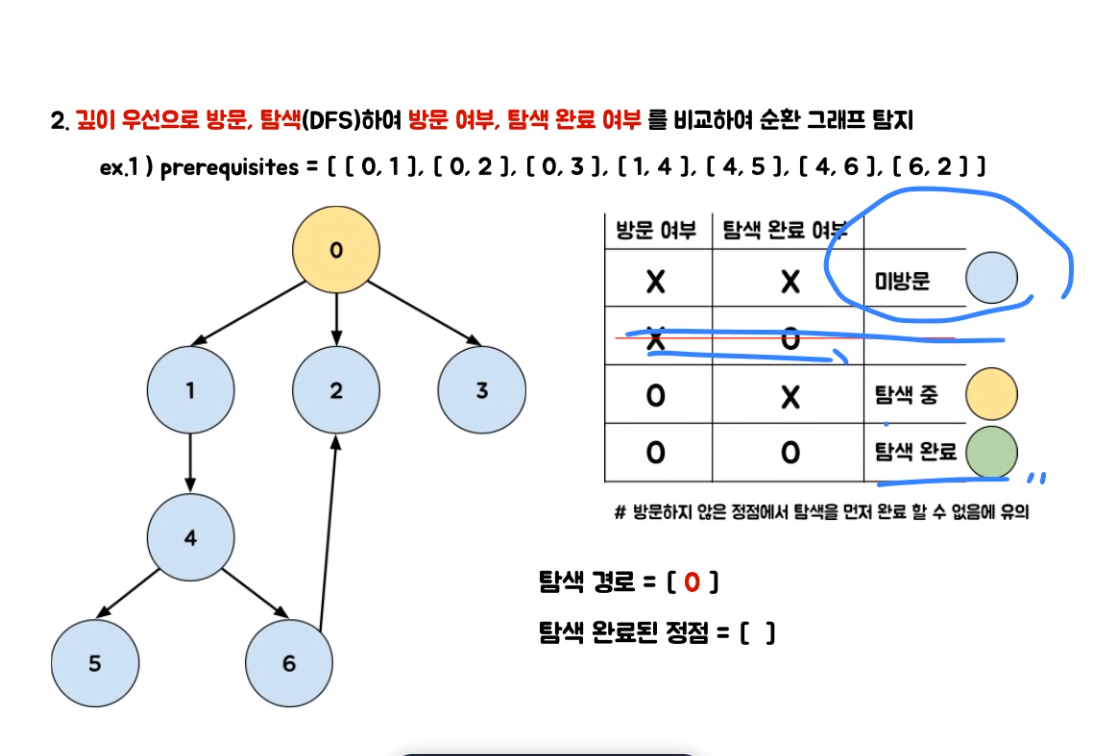 2. 깊이 우선으로 방문, 탐색(DFS)하여 방문 여부, 탐색 완료 여부 를 비교하여 순환 그래프 탐지
ex.1 ) prerequisites = [ [ 0, 1 ], [ 0, 2 ], [ 0, 3 ], [ 1, 4 ], [ 4, 5 ], [ 4, 6 ], [ 6, 2 ] ]
0
1 2 3
4
5 6
방문 여부 탐색 완료 여부
X X 미방문
X O
O X 탐색 중
O O 탐색 완료
# 방문하지 않은 정점에서 탐색을 먼저 완료 할 수 없음에 유의
탐색 경로 = [ 0 ]
탐색 완료된 정점 = [ ]